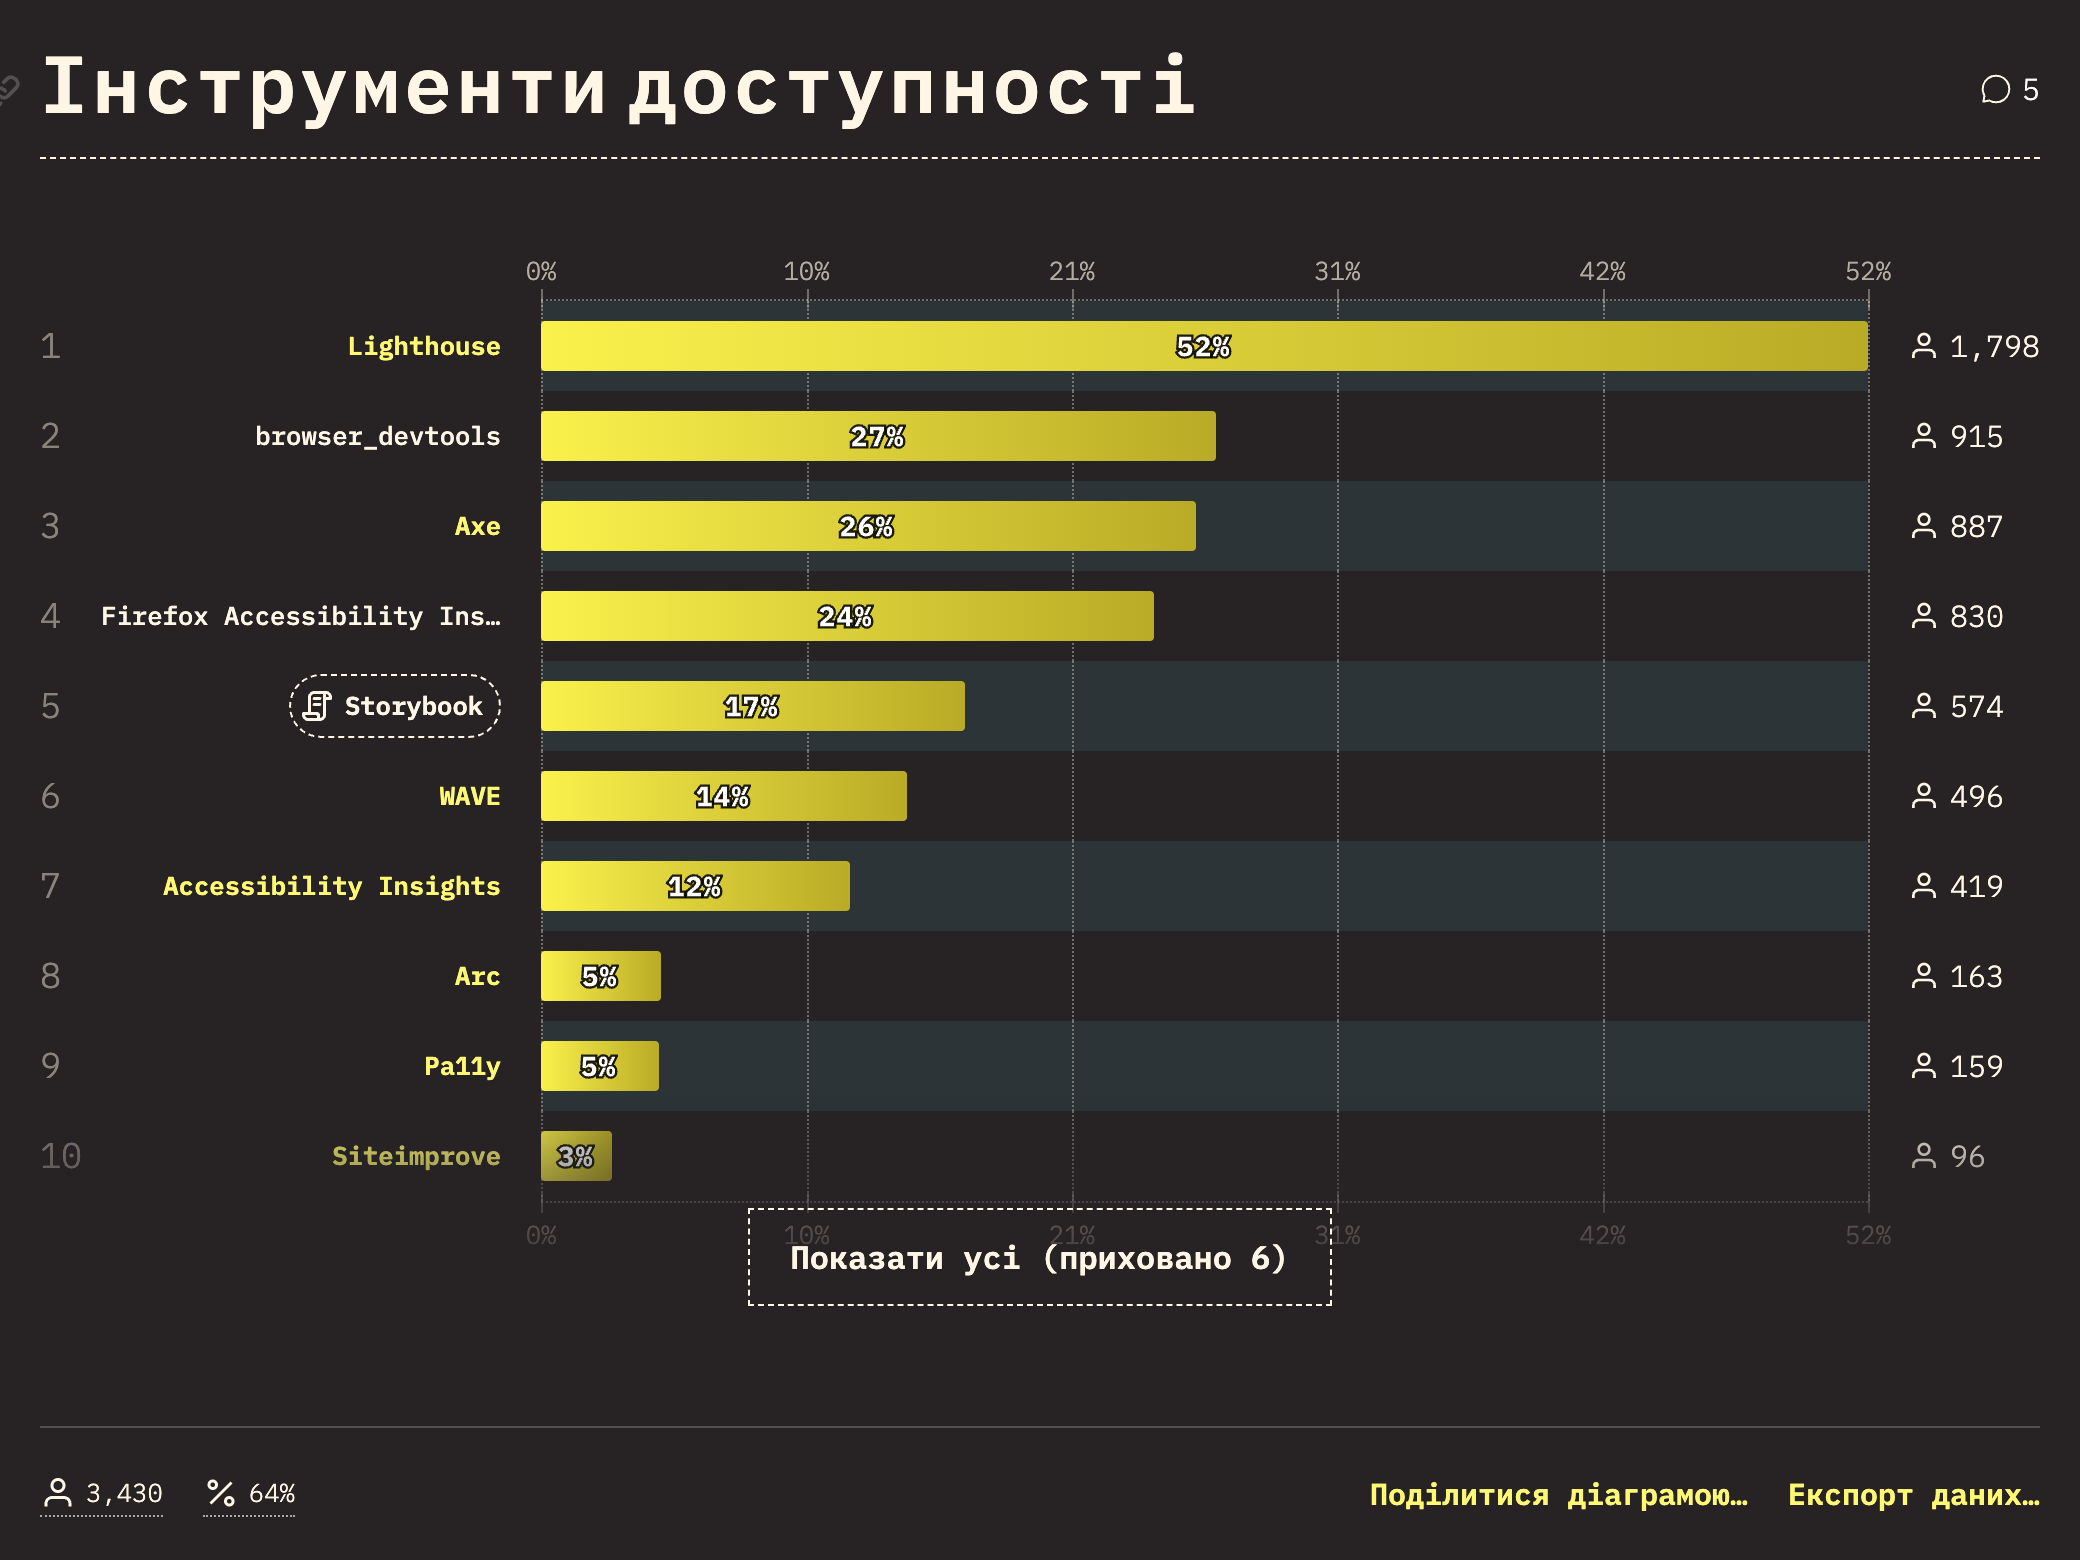 Інструменти доступності
5
0% 10% 21% 31% 42% 52%
1 Lighthouse 52% 1,798
2 browser_devtools 27% 915
3 Axe 26% 887
4 Firefox Accessibility Ins… 24% 830
5 Storybook 17% 574
6 WAVE 14% 496
7 Accessibility Insights 12% 419
8 Arc 5% 163
9 Pa11y 5% 159
10 Siteimprove 3% 96
0% 10% 21% 31% 42% 52%
Показати усі (приховано 6)
3,430 64% Поділитися діаграмою… Експорт даних…